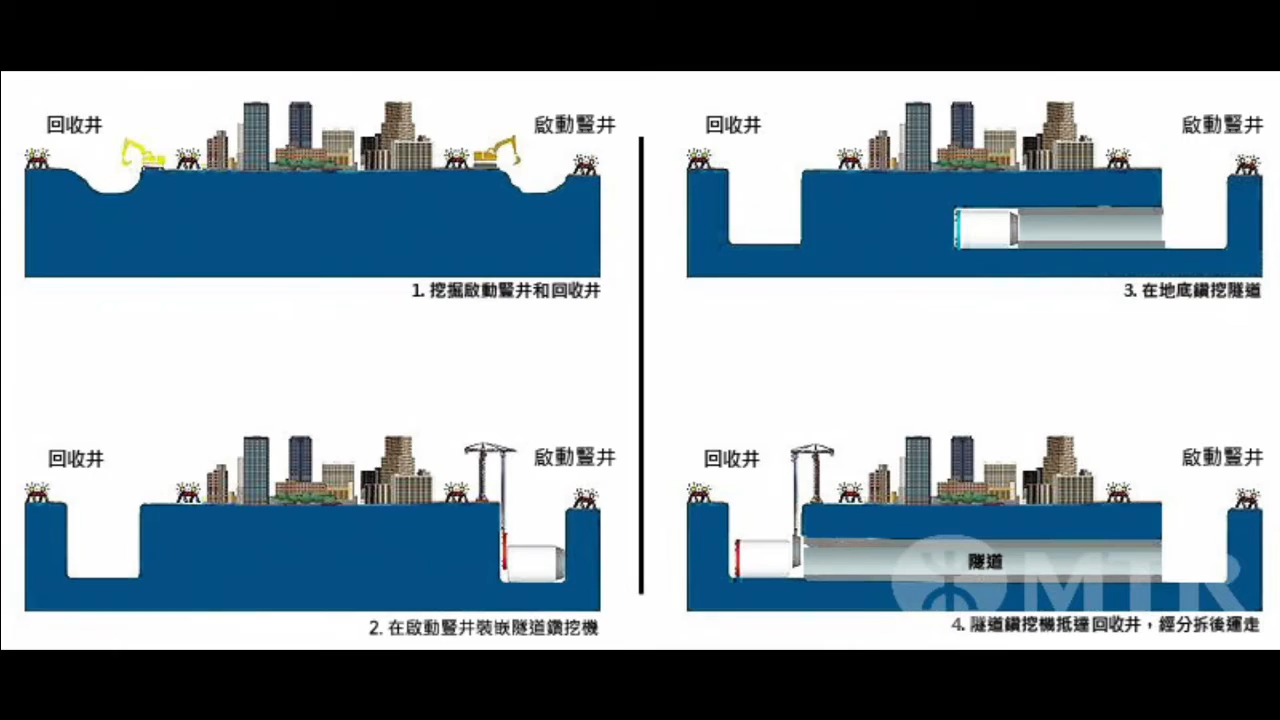 回收井
啟動豎井
1. 挖掘啟動豎井和回收井
回收井
啟動豎井
2. 在啟動豎井裝嵌隧道鑽挖機
回收井
啟動豎井
3. 在地底鑽挖隧道
回收井
啟動豎井
隧道
MTR
4. 隧道鑽挖機抵達回收井，經分拆後運走